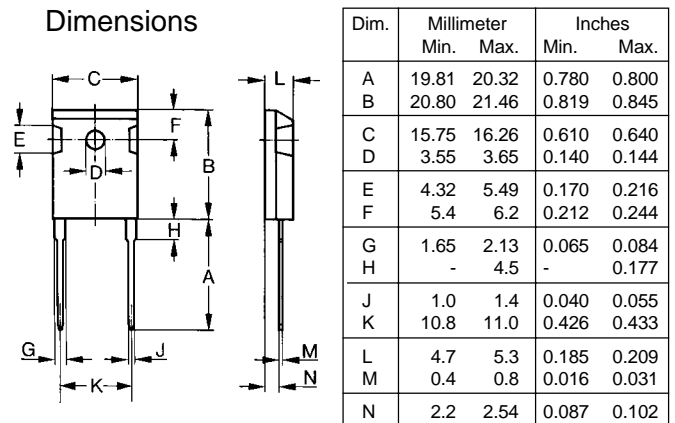 Dimensions
C
L
E
F
D
B
H
A
G
J
K
M
N
Dim. Millimeter Inches
Min. Max. Min. Max.
A 19.81 20.32 0.780 0.800
B 20.80 21.46 0.819 0.845
C 15.75 16.26 0.610 0.640
D 3.55 3.65 0.140 0.144
E 4.32 5.49 0.170 0.216
F 5.4 6.2 0.212 0.244
G 1.65 2.13 0.065 0.084
H - 4.5 - 0.177
J 1.0 1.4 0.040 0.055
K 10.8 11.0 0.426 0.433
L 4.7 5.3 0.185 0.209
M 0.4 0.8 0.016 0.031
N 2.2 2.54 0.087 0.102